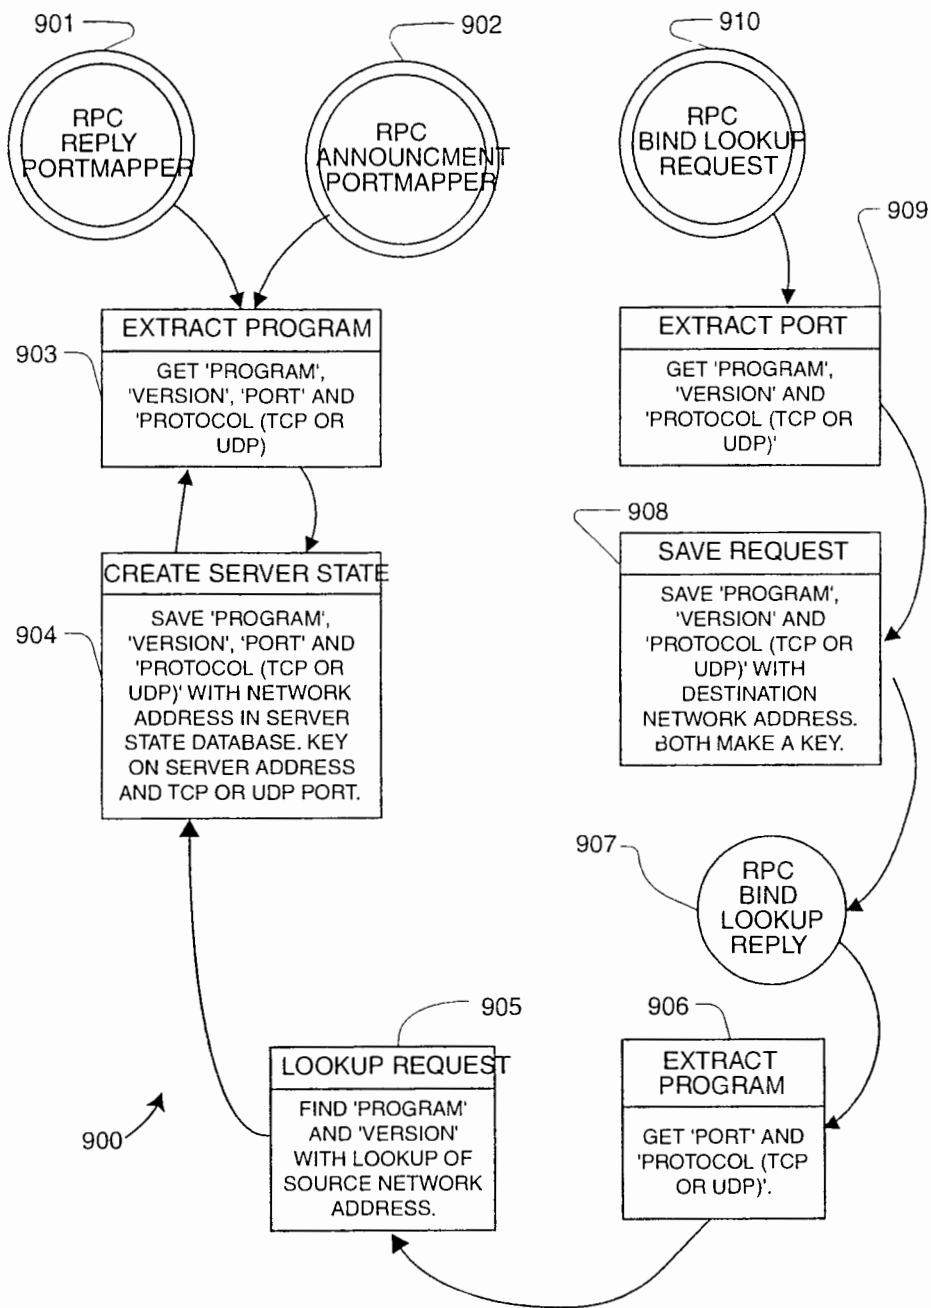 901
902
910
RPC
REPLY
PORTMAPPER
RPC
ANNOUNCMENT
PORTMAPPER
RPC
BIND LOOKUP
REQUEST
909
EXTRACT PROGRAM
903
GET 'PROGRAM',
'VERSION', 'PORT' AND
'PROTOCOL (TCP OR
UDP)
EXTRACT PORT
GET 'PROGRAM',
'VERSION' AND
'PROTOCOL (TCP OR
UDP)'
908
CREATE SERVER STATE
904
SAVE 'PROGRAM',
'VERSION', 'PORT' AND
'PROTOCOL (TCP OR
UDP)' WITH NETWORK
ADDRESS IN SERVER
STATE DATABASE. KEY
ON SERVER ADDRESS
AND TCP OR UDP PORT.
SAVE REQUEST
SAVE 'PROGRAM',
'VERSION' AND
'PROTOCOL (TCP OR
UDP)' WITH
DESTINATION
NETWORK ADDRESS.
BOTH MAKE A KEY.
907
RPC
BIND
LOOKUP
REPLY
905
906
LOOKUP REQUEST
FIND 'PROGRAM'
AND 'VERSION'
WITH LOOKUP OF
SOURCE NETWORK
ADDRESS.
EXTRACT
PROGRAM
GET 'PORT' AND
'PROTOCOL (TCP
OR UDP)'.
900